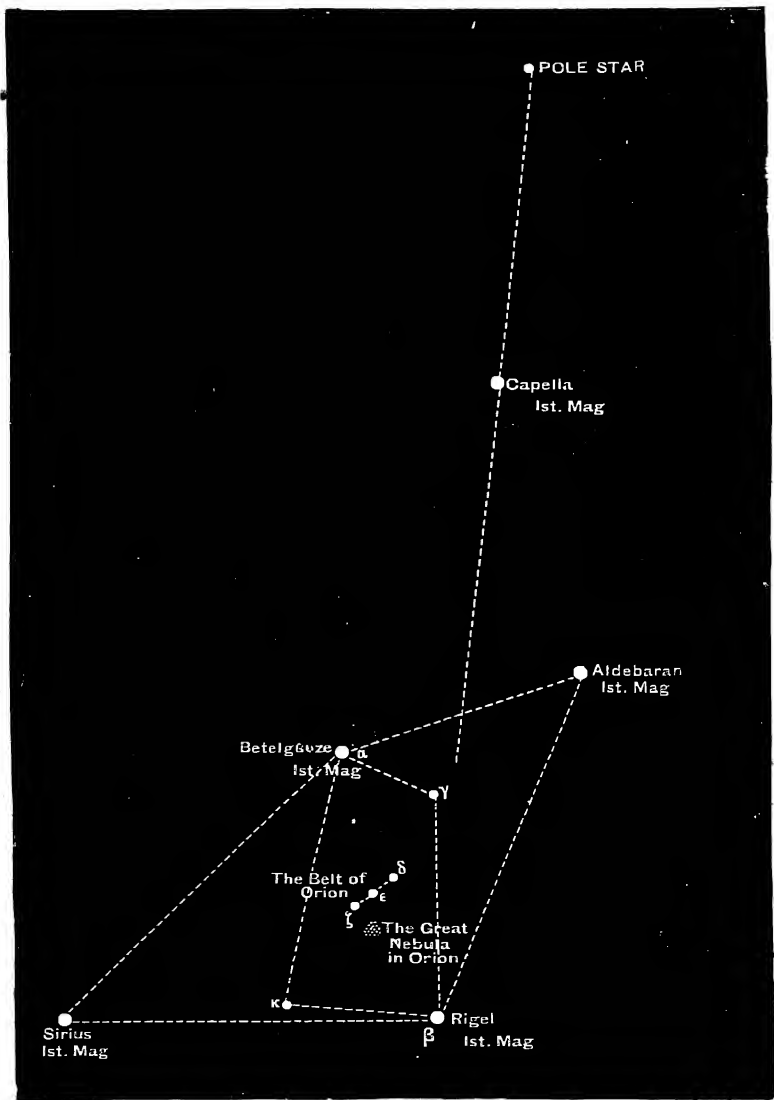 POLE STAR
Capella
Ist. Mag
Aldebaran
Ist. Mag
Betelgeuze α
Ist. Mag
γ
δ
The Belt of
Orion ε
ζ
The Great
Nebula
in Orion
κ
Sirius
Ist. Mag
Rigel
β Ist. Mag